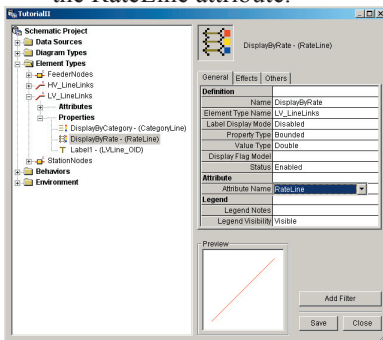 the RateLine attribute.
Tutorial1
Schematic Project
Data Sources
Diagram Types
Element Types
FeederNodes
HV_LineLinks
LV_LineLinks
Attributes
Properties
DisplayByCategory - (CategoryLine)
DisplayByRate - (RateLine)
Label1 - (LVLine_OID)
StationNodes
Behaviors
Environment
DisplayByRate - (RateLine)
General Effects Others
Definition
Name DisplayByRate
Element Type Name LV_LineLinks
Label Display Mode Disabled
Property Type Bounded
Value Type Double
Display Flag Model
Status Enabled
Attribute
Attribute Name RateLine
Legend
Legend Notes
Legend Visibility Visible
Preview
Add Filter
Save Close